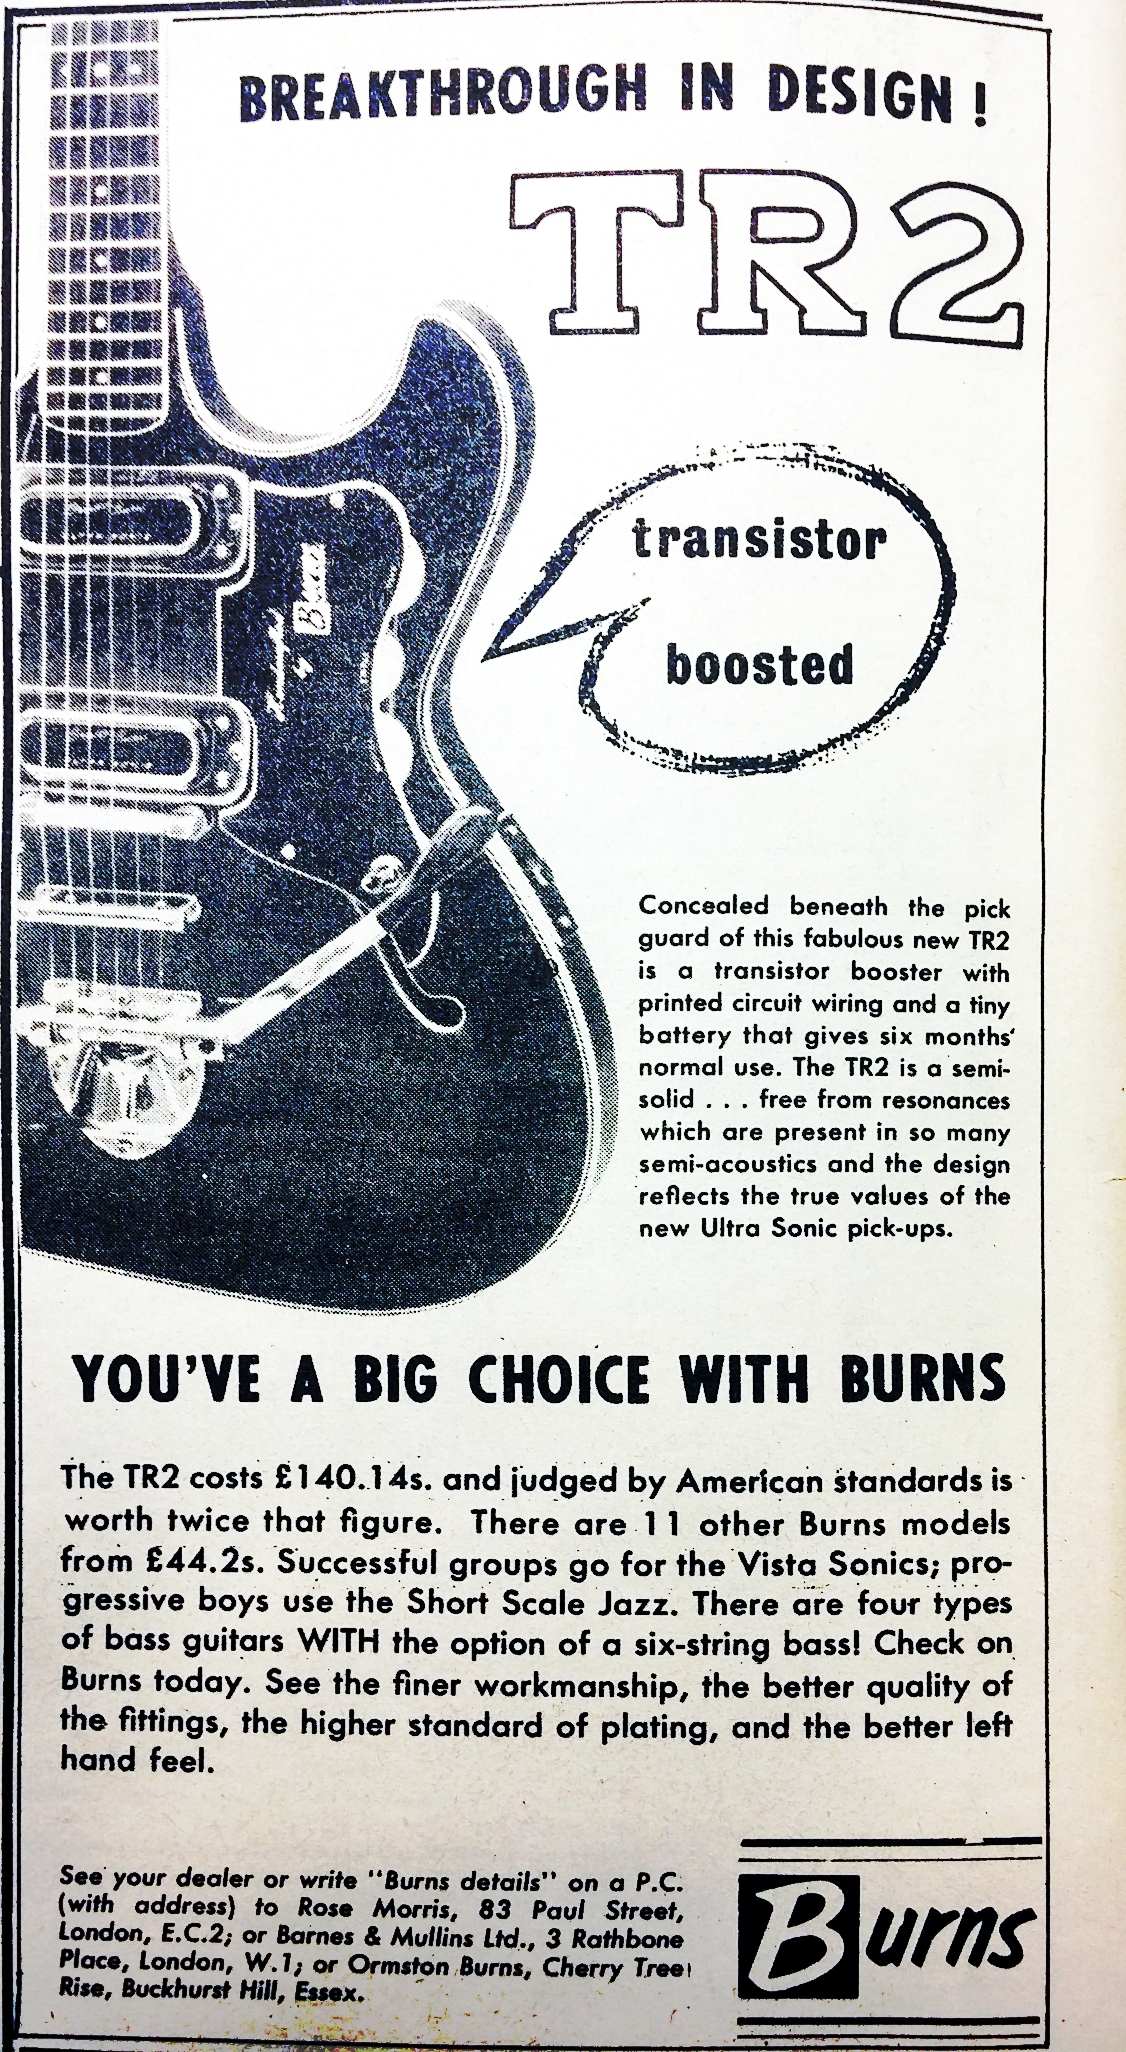 BREAKTHROUGH IN DESIGN !
TR2
transistor
boosted
by
Burns
Concealed beneath the pick
guard of this fabulous new TR2
is a transistor booster with
printed circuit wiring and a tiny
battery that gives six months‘
normal use. The TR2 is a semi-
solid . . . free from resonances
which are present in so many
semi-acoustics and the design
reflects the true values of the
new Ultra Sonic pick-ups.
YOU'VE A BIG CHOICE WITH BURNS
The TR2 costs £140.14s. and judged by American standards is
worth twice that figure. There are 11 other Burns models
from £44.2s. Successful groups go for the Vista Sonics; pro-
gressive boys use the Short Scale Jazz. There are four types
of bass guitars WITH the option of a six-string bass! Check on
Burns today. See the finer workmanship, the better quality of
the fittings, the higher standard of plating, and the better left
hand feel.
See your dealer or write "Burns details" on a P.C.
(with address) to Rose Morris, 83 Paul Street,
London, E.C.2; or Barnes & Mullins Ltd., 3 Rathbone
Place, London, W.1; or Ormston Burns, Cherry Tree
Rise, Buckhurst Hill, Essex.
Burns